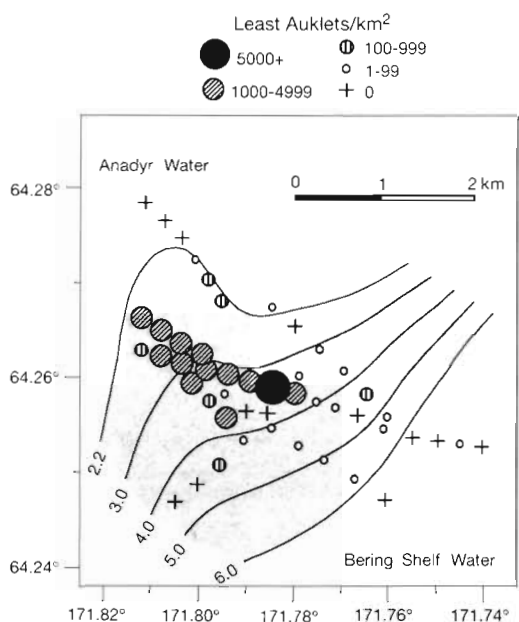 Least Auklets/km²
5000+
1000-4999
100-999
1-99
0
Anadyr Water
0 1 2 km
64.28°
64.26°
64.24°
2.2
3.0
4.0
5.0
6.0
Bering Shelf Water
171.82° 171.80° 171.78° 171.76° 171.74°